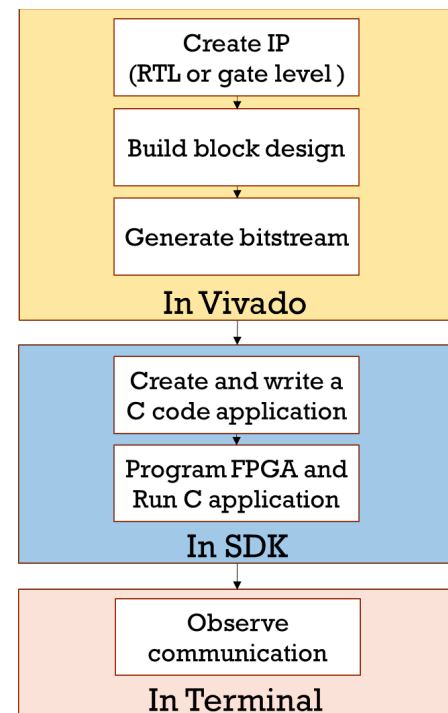 Create IP
(RTL or gate level )
Build block design
Generate bitstream
In Vivado
Create and write a
C code application
Program FPGA and
Run C application
In SDK
Observe
communication
In Terminal